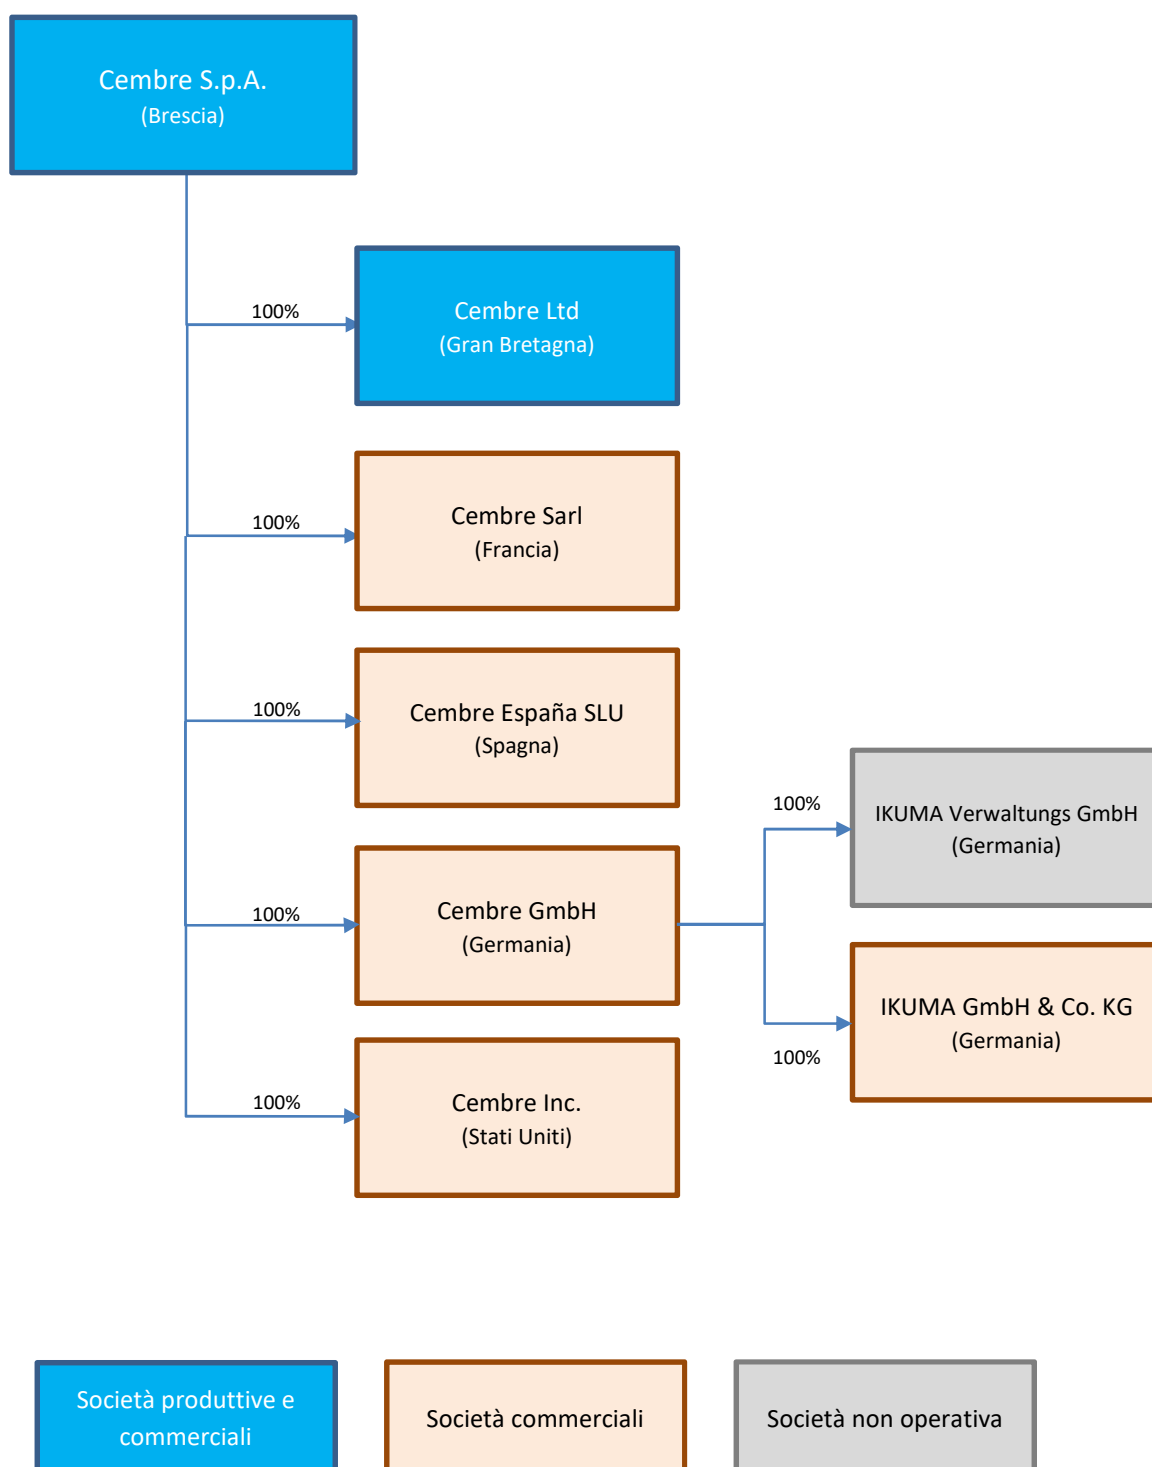 Cembre S.p.A.
(Brescia)
100%
Cembre Ltd
(Gran Bretagna)
100%
Cembre Sarl
(Francia)
100%
Cembre España SLU
(Spagna)
100%
IKUMA Verwaltungs GmbH
(Germania)
100%
Cembre GmbH
(Germania)
IKUMA GmbH & Co. KG
(Germania)
100%
100%
Cembre Inc.
(Stati Uniti)
Società produttive e
commerciali
Società commerciali
Società non operativa